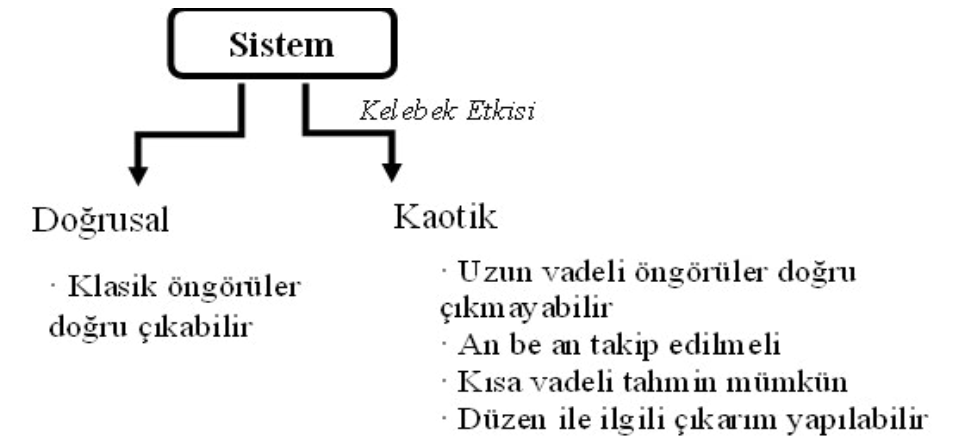 Sistem
Kelebek Etkisi
Doğrusal
· Klasik öngörüler
doğru çıkabilir
Kaotik
· Uzun vadeli öngörüler doğru
çıkmayabilir
· An be an takip edilmeli
· Kısa vadeli tahmin mümkün
· Düzen ile ilgili çıkarım yapılabilir